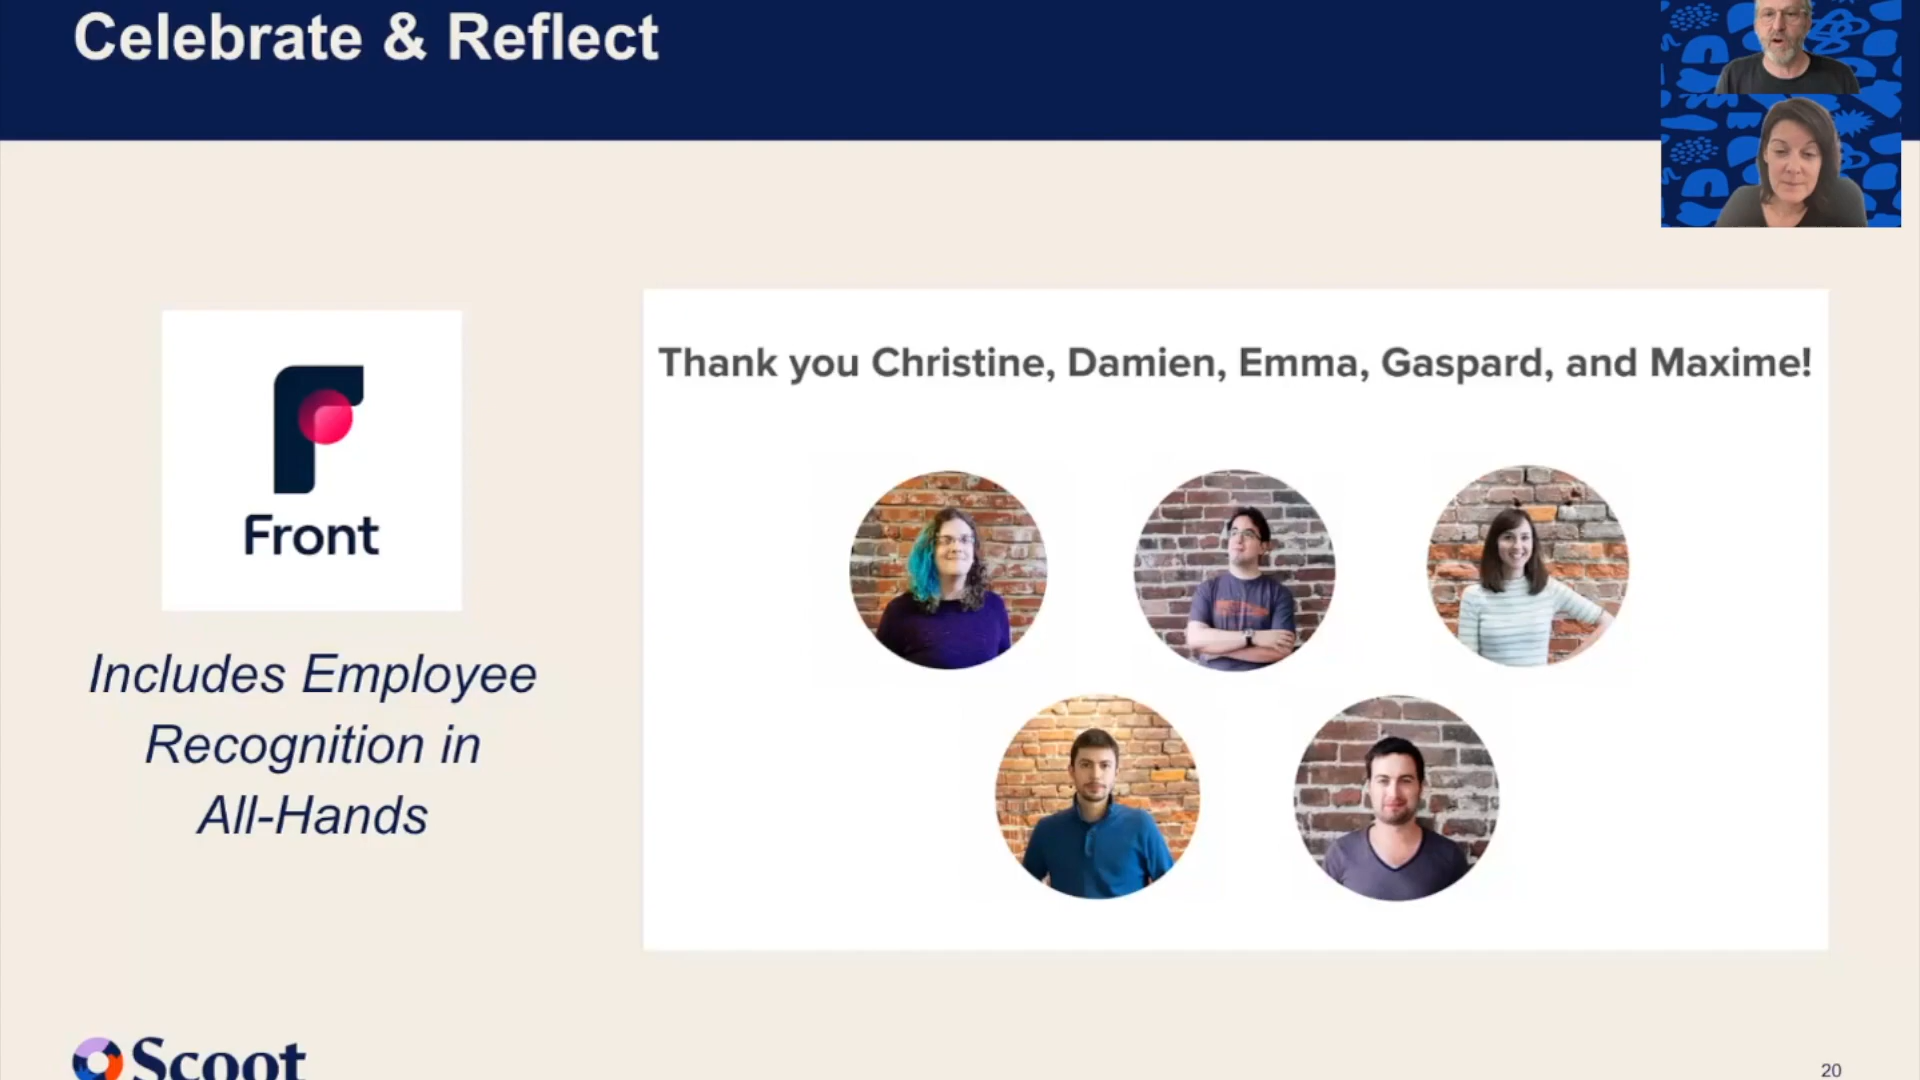 Celebrate & Reflect
Front
Includes Employee
Recognition in
All-Hands
Thank you Christine, Damien, Emma, Gaspard, and Maxime!
Scoot
20